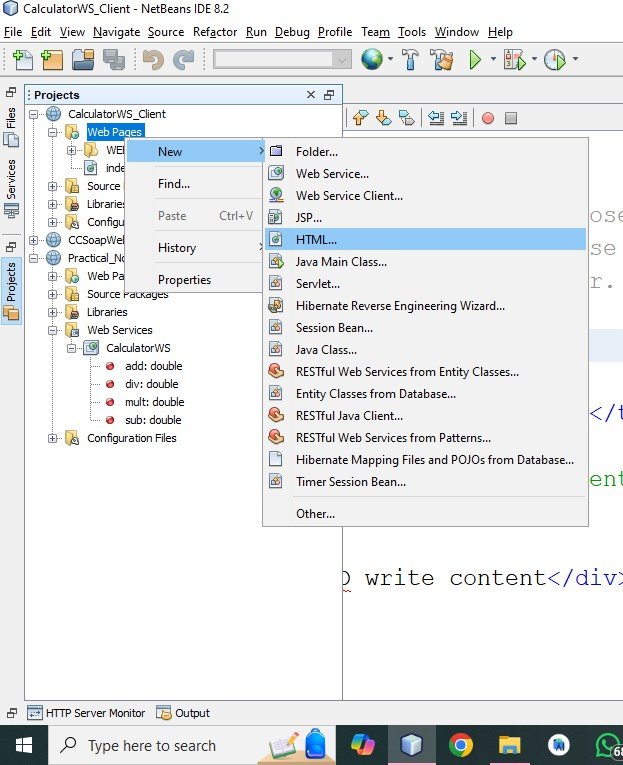 CalculatorWS_Client - NetBeans IDE 8.2
File Edit View Navigate Source Refactor Run Debug Profile Team Tools Window Help
Projects
Files
Services
Projects
CalculatorWS_Client
Web Pages
WE
inde
Source
Libraries
Configu
CCSoapWel
Practical_No
Web Pa
Source Packages
Libraries
Web Services
CalculatorWS
add: double
div: double
mult: double
sub: double
Configuration Files
New
Find...
Paste Ctrl+V
History
Properties
Folder...
Web Service...
Web Service Client...
JSP...
HTML...
Java Main Class...
Servlet...
Hibernate Reverse Engineering Wizard...
Session Bean...
Java Class...
RESTful Web Services from Entity Classes...
Entity Classes from Database...
RESTful Java Client...
RESTful Web Services from Patterns...
Hibernate Mapping Files and POJOs from Database...
Timer Session Bean...
Other...
ose
se
r.
</t
ent
O write content</div>
HTTP Server Monitor Output
Type here to search
68